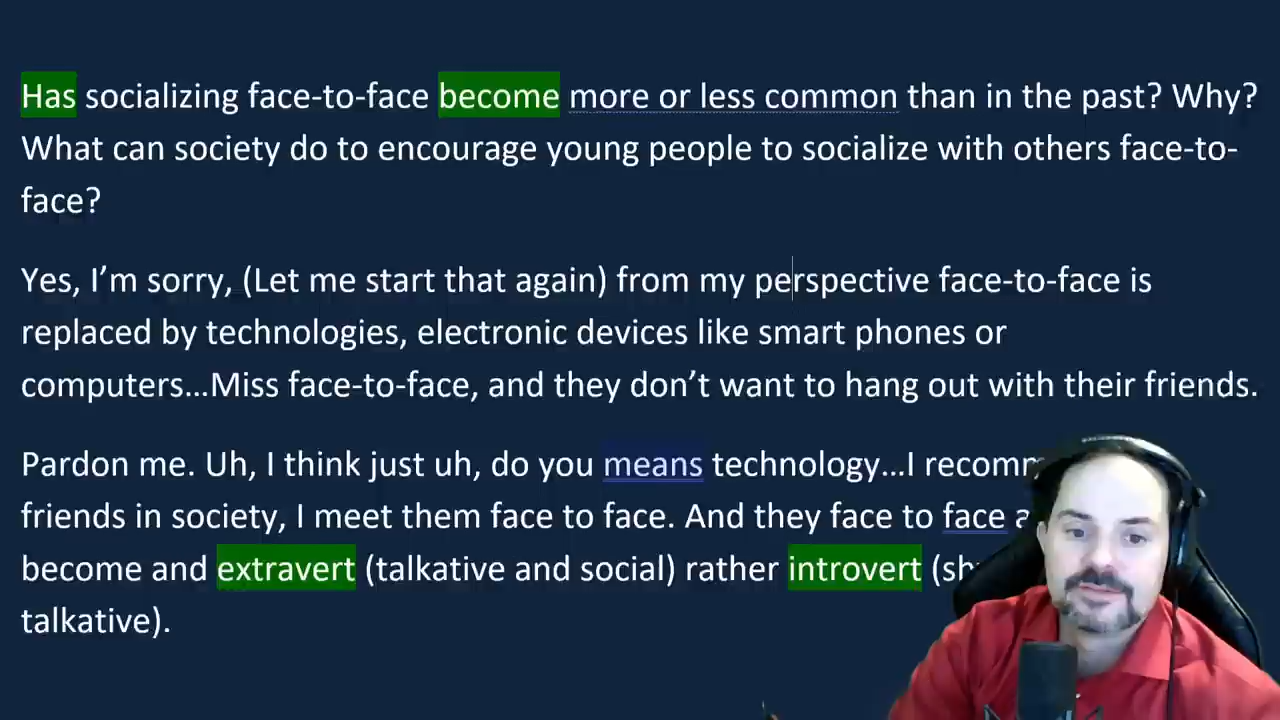 Has socializing face-to-face become more or less common than in the past? Why?
What can society do to encourage young people to socialize with others face-to-
face?
Yes, I’m sorry, (Let me start that again) from my perspective face-to-face is
replaced by technologies, electronic devices like smart phones or
computers…Miss face-to-face, and they don’t want to hang out with their friends.
Pardon me. Uh, I think just uh, do you means technology…I
friends in society, I meet them face to face. And they face to face
become and extravert (talkative and social) rather introvert
talkative).